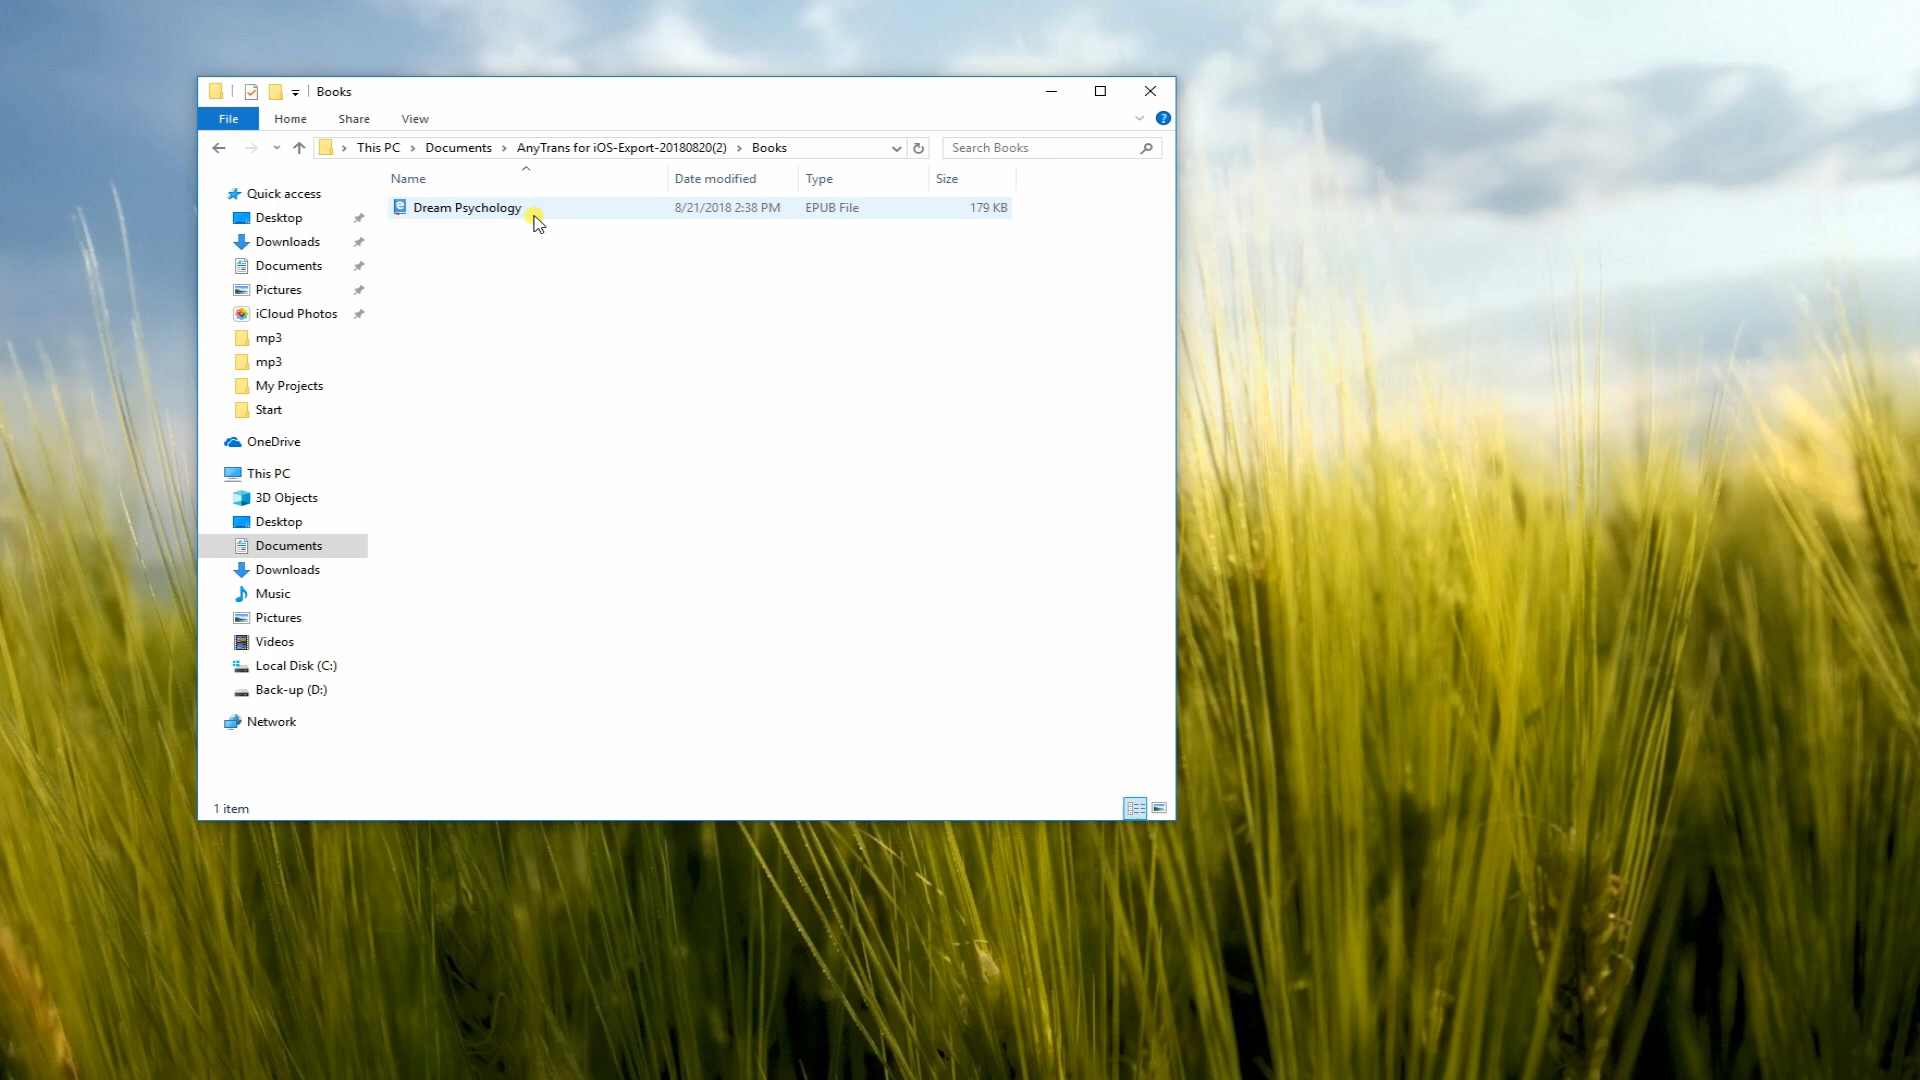 Books
File Home Share View
This PC Documents AnyTrans for iOS-Export-20180820(2) Books Search Books
Name Date modified Type Size
Dream Psychology 8/21/2018 2:38 PM EPUB File 179 KB
Quick access
Desktop
Downloads
Documents
Pictures
iCloud Photos
mp3
mp3
My Projects
Start
OneDrive
This PC
3D Objects
Desktop
Documents
Downloads
Music
Pictures
Videos
Local Disk (C:)
Back-up (D:)
Network
1 item